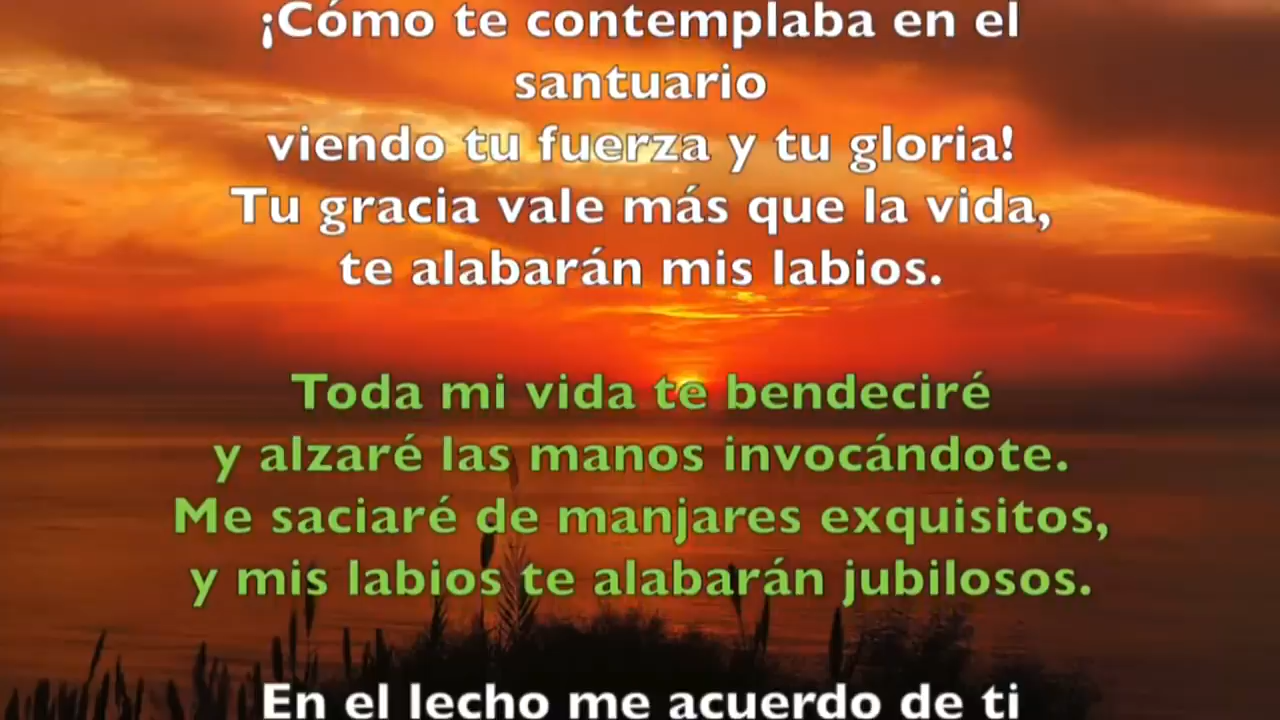 ¡Cómo te contemplaba en el
santuario
viendo tu fuerza y tu gloria!
Tu gracia vale más que la vida,
te alabarán mis labios.
Toda mi vida te bendeciré
y alzaré las manos invocándote.
Me saciaré de manjares exquisitos,
y mis labios te alabarán jubilosos.
En el lecho me acuerdo de ti